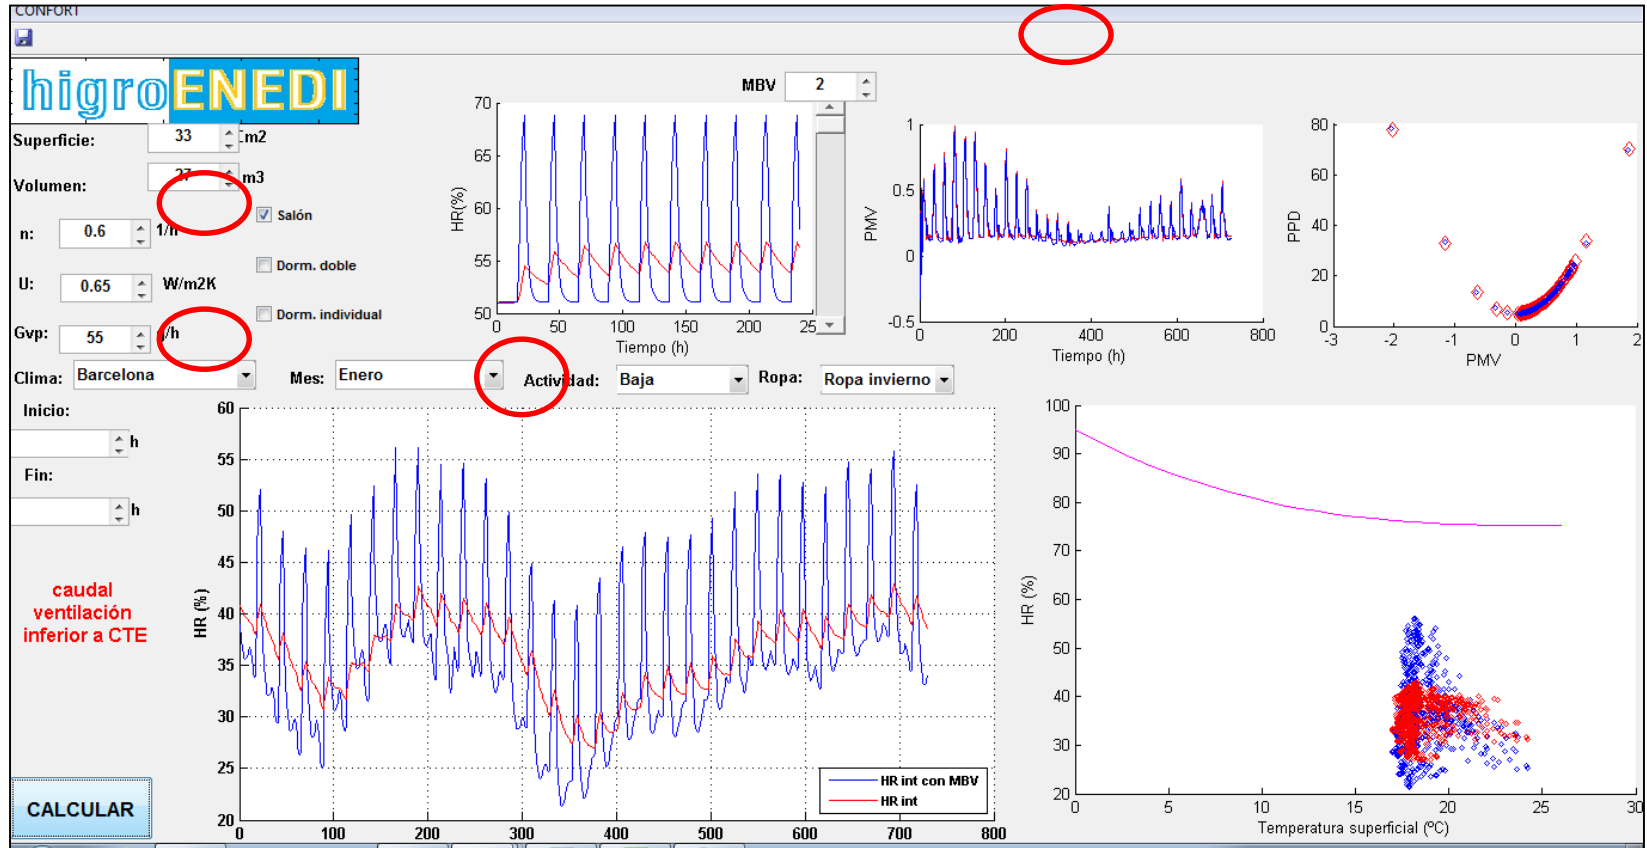 CONFORT
higroENEDI
MBV 2
Superficie: 33 cm2
Volumen: 27 m3
n: 0.6 1/h
U: 0.65 W/m2K
Gvp: 55 g/h
Salón
Dorm. doble
Dorm. individual
70
65
60
55
50
HR(%)
0 50 100 150 200 25
Tiempo (h)
1
0.5
0
-0.5
PMV
0 200 400 600 800
Tiempo (h)
80
60
40
20
0
PPD
-3 -2 -1 0 1 2
PMV
Clima: Barcelona Mes: Enero Actividad: Baja Ropa: Ropa invierno
Inicio:
h
Fin:
h
caudal
ventilación
inferior a CTE
CALCULAR
60
55
50
45
40
35
30
25
20
HR (%)
0 100 200 300 400 500 600 700 800
HR int con MBV
HR int
100
90
80
70
60
50
40
30
20
HR (%)
0 5 10 15 20 25 30
Temperatura superficial (ºC)